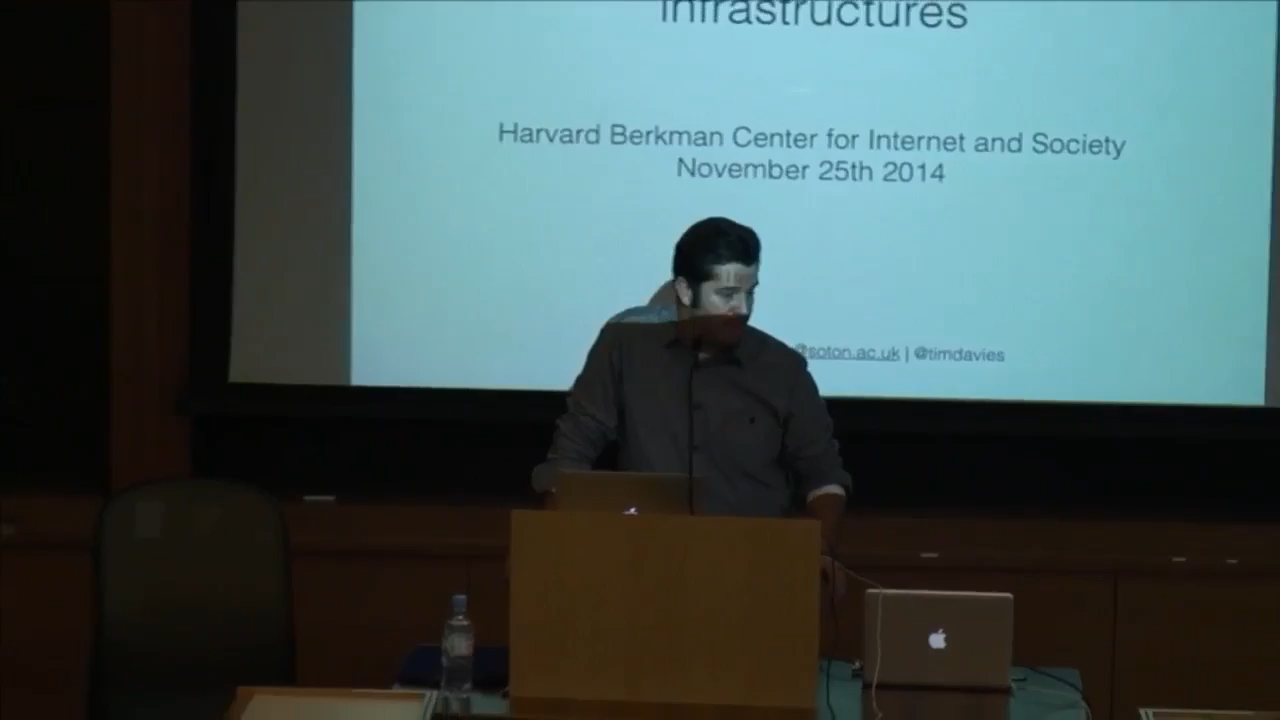 infrastructures
Harvard Berkman Center for Internet and Society
November 25th 2014
@soton.ac.uk | @timdavies